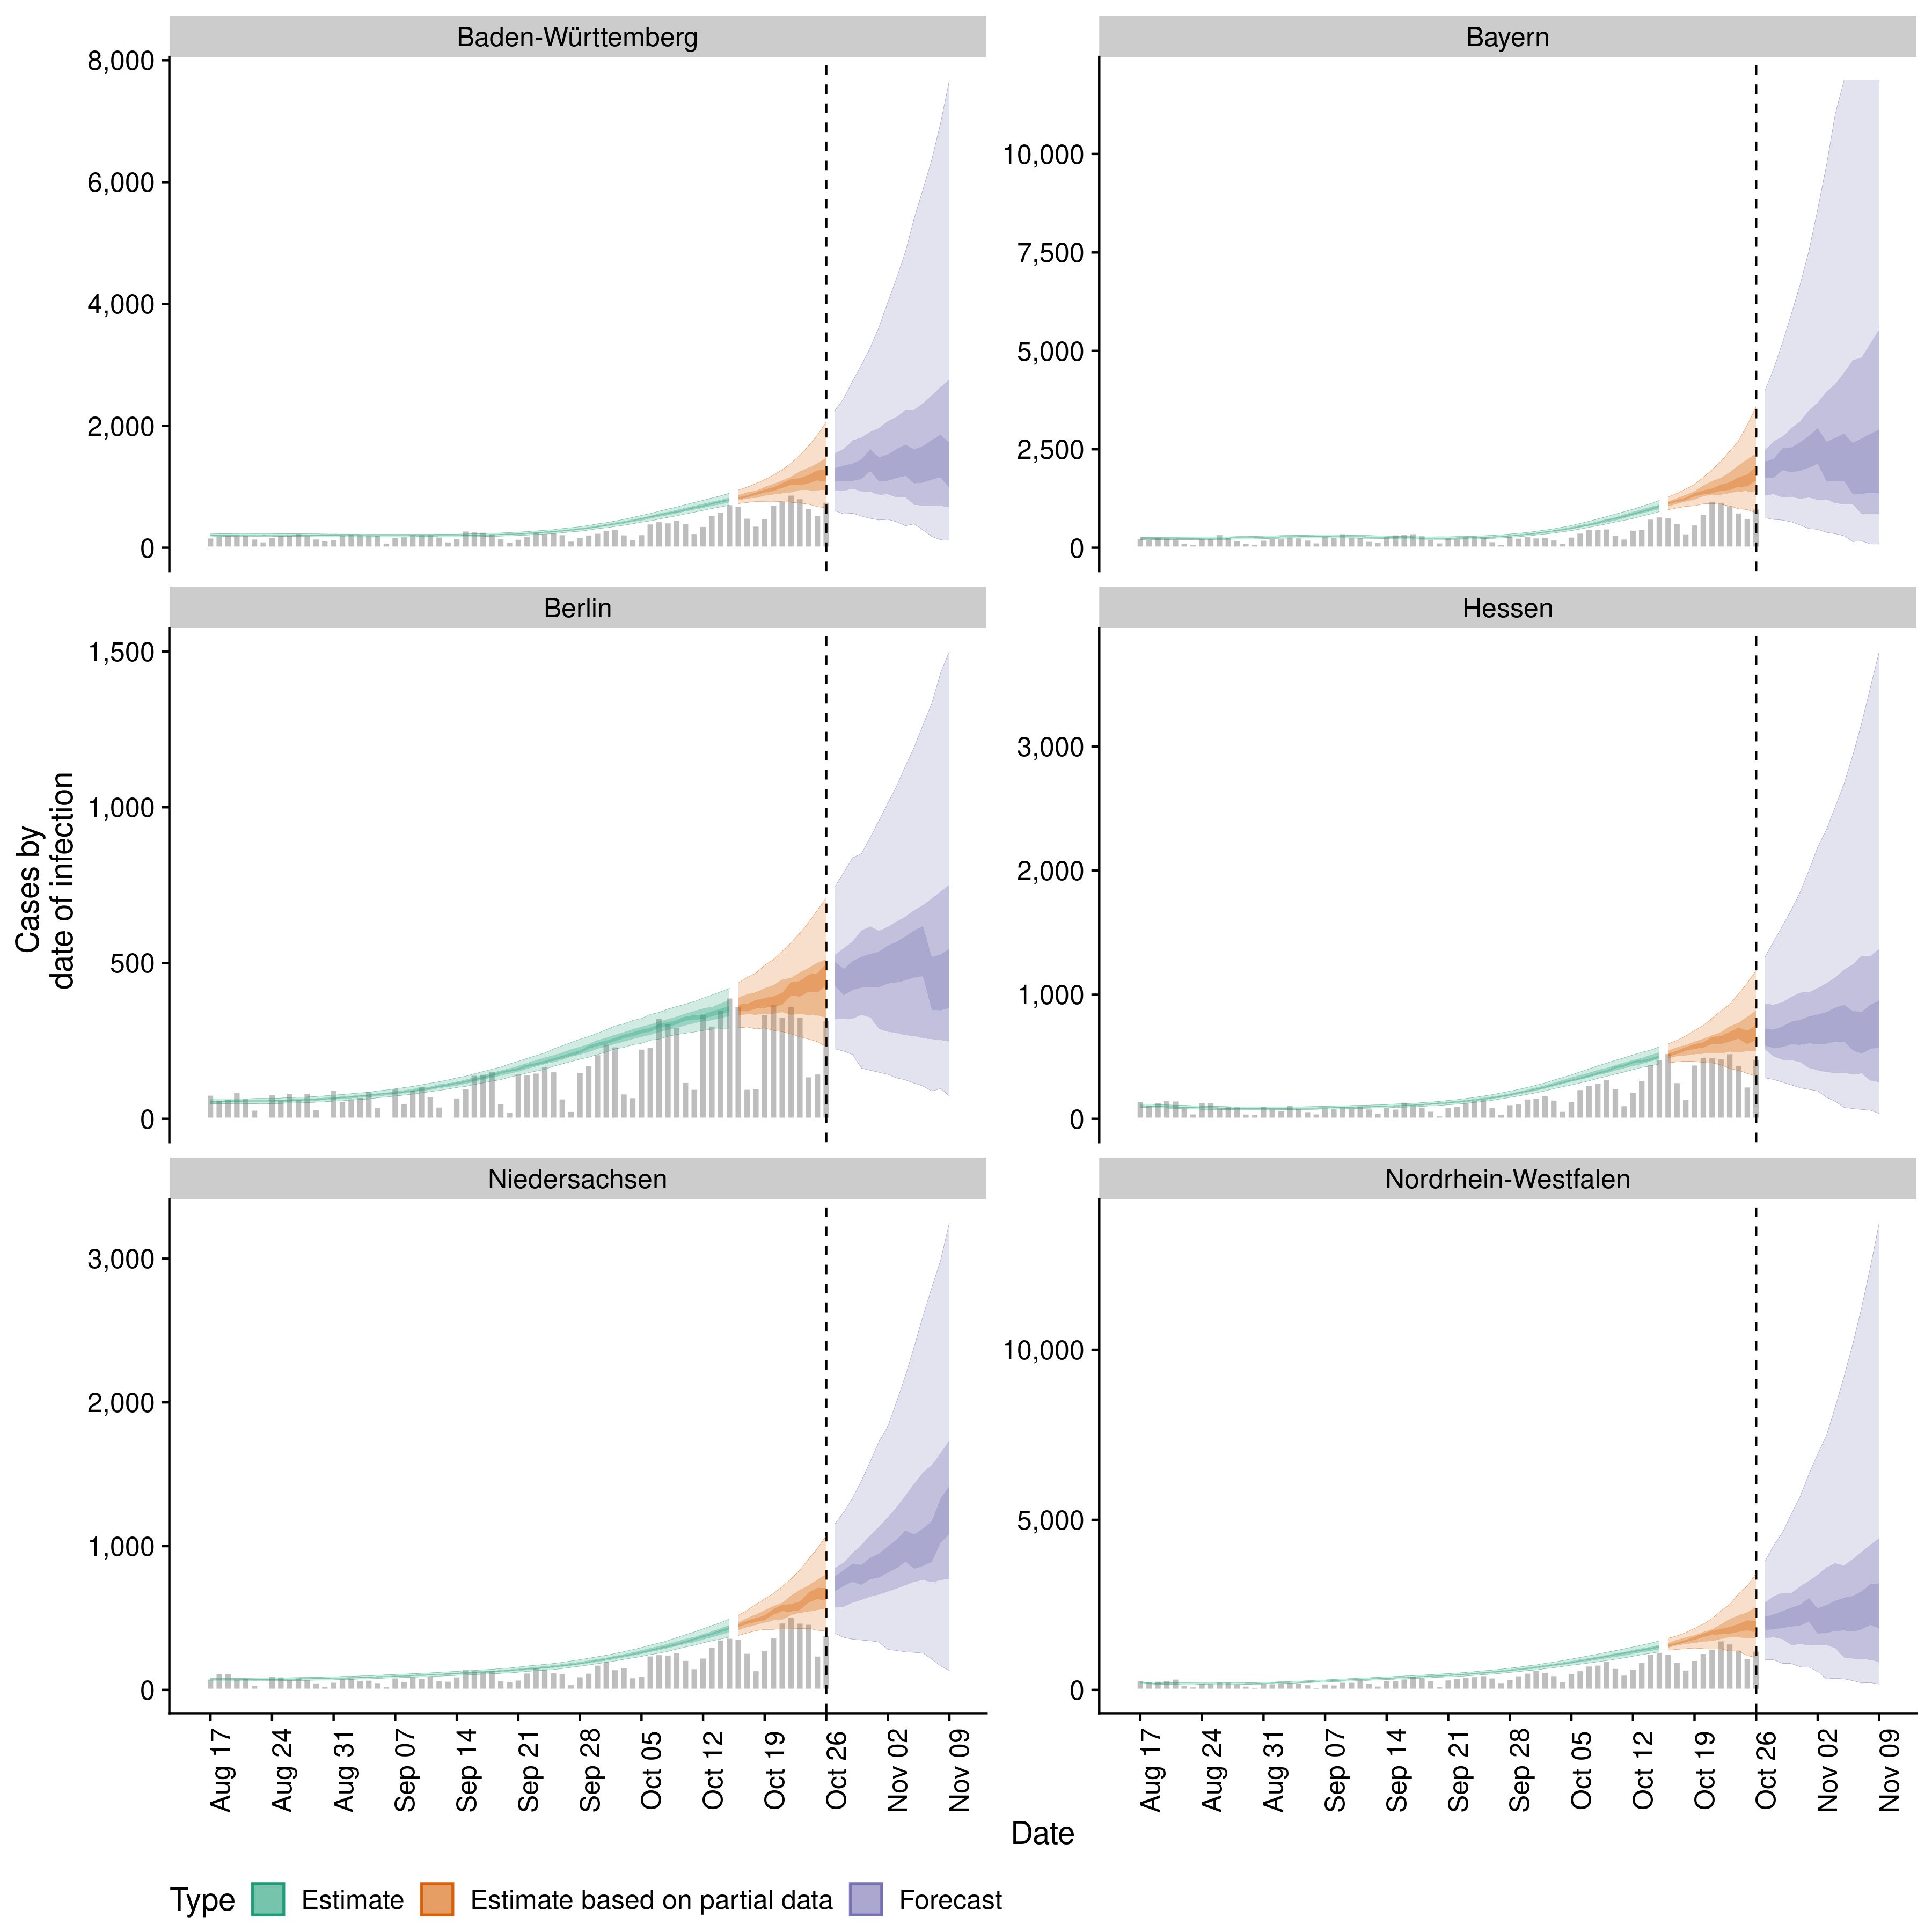 Baden-Württemberg
Bayern
8,000
6,000
4,000
2,000
0
10,000
7,500
5,000
2,500
0
Berlin
Hessen
1,500
1,000
500
0
3,000
2,000
1,000
0
Cases by
date of infection
Niedersachsen
Nordrhein-Westfalen
3,000
2,000
1,000
0
10,000
5,000
0
Aug 17
Aug 24
Aug 31
Sep 07
Sep 14
Sep 21
Sep 28
Oct 05
Oct 12
Oct 19
Oct 26
Nov 02
Nov 09
Aug 17
Aug 24
Aug 31
Sep 07
Sep 14
Sep 21
Sep 28
Oct 05
Oct 12
Oct 19
Oct 26
Nov 02
Nov 09
Date
Type Estimate Estimate based on partial data Forecast